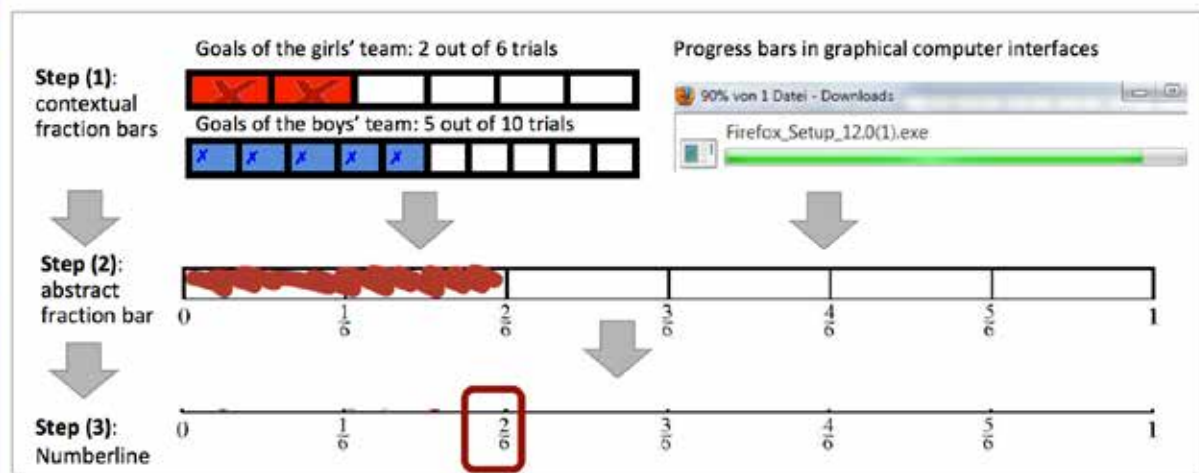 Goals of the girls' team: 2 out of 6 trials
Progress bars in graphical computer interfaces
Step (1):
contextual
fraction bars
Goals of the boys' team: 5 out of 10 trials
90% von 1 Datei - Downloads
Firefox_Setup_12.0(1).exe
Step (2):
abstract
fraction bar
0 1/6 2/6 3/6 4/6 5/6 1
Step (3):
Numberline
0 1/6 2/6 3/6 4/6 5/6 1